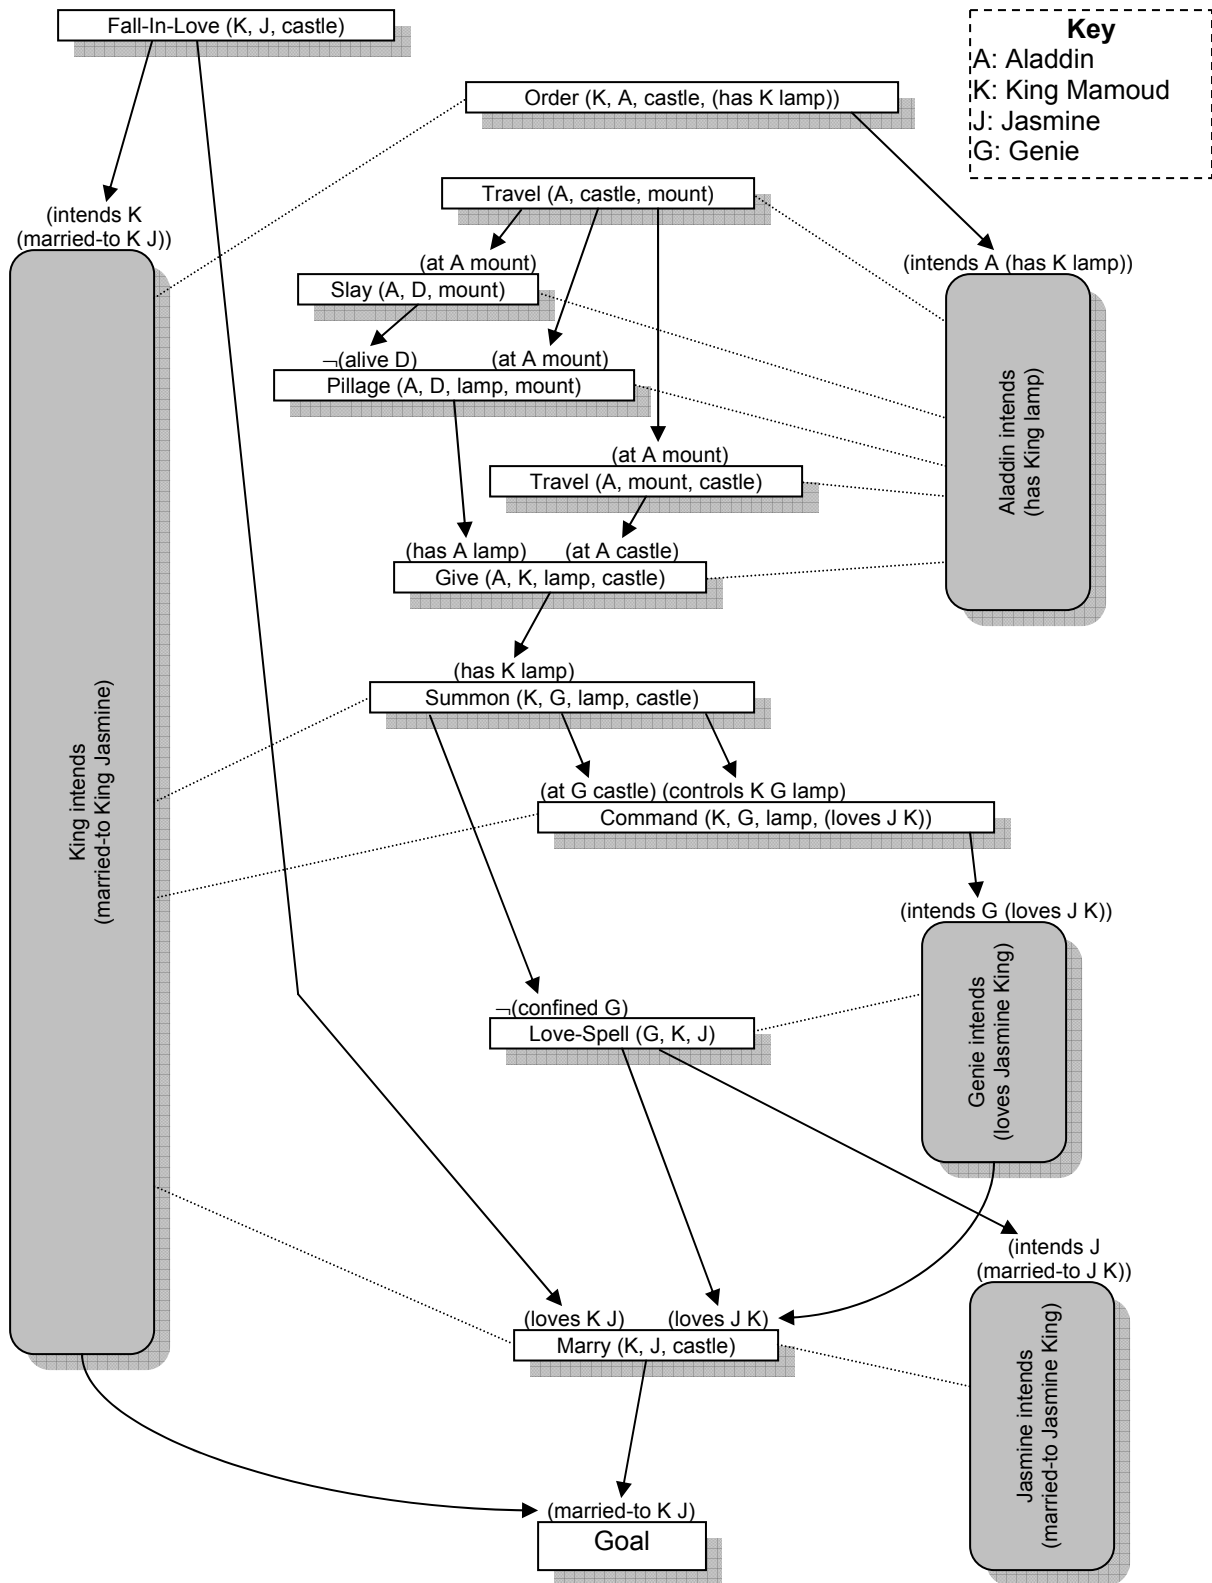 Fall-In-Love (K, J, castle)
Key
A: Aladdin
K: King Mamoud
J: Jasmine
G: Genie
Order (K, A, castle, (has K lamp))
Travel (A, castle, mount)
(intends K
(married-to K J))
(at A mount)
(intends A (has K lamp))
Slay (A, D, mount)
¬(alive D)
(at A mount)
Pillage (A, D, lamp, mount)
Aladdin intends
(has King lamp)
(at A mount)
Travel (A, mount, castle)
(has A lamp)
(at A castle)
Give (A, K, lamp, castle)
(has K lamp)
Summon (K, G, lamp, castle)
King intends
(married-to King Jasmine)
(at G castle) (controls K G lamp)
Command (K, G, lamp, (loves J K))
(intends G (loves J K))
¬(confined G)
Love-Spell (G, K, J)
Genie intends
(loves Jasmine King)
(intends J
(married-to J K))
(loves K J)
(loves J K)
Marry (K, J, castle)
Jasmine intends
(married-to Jasmine King)
(married-to K J)
Goal